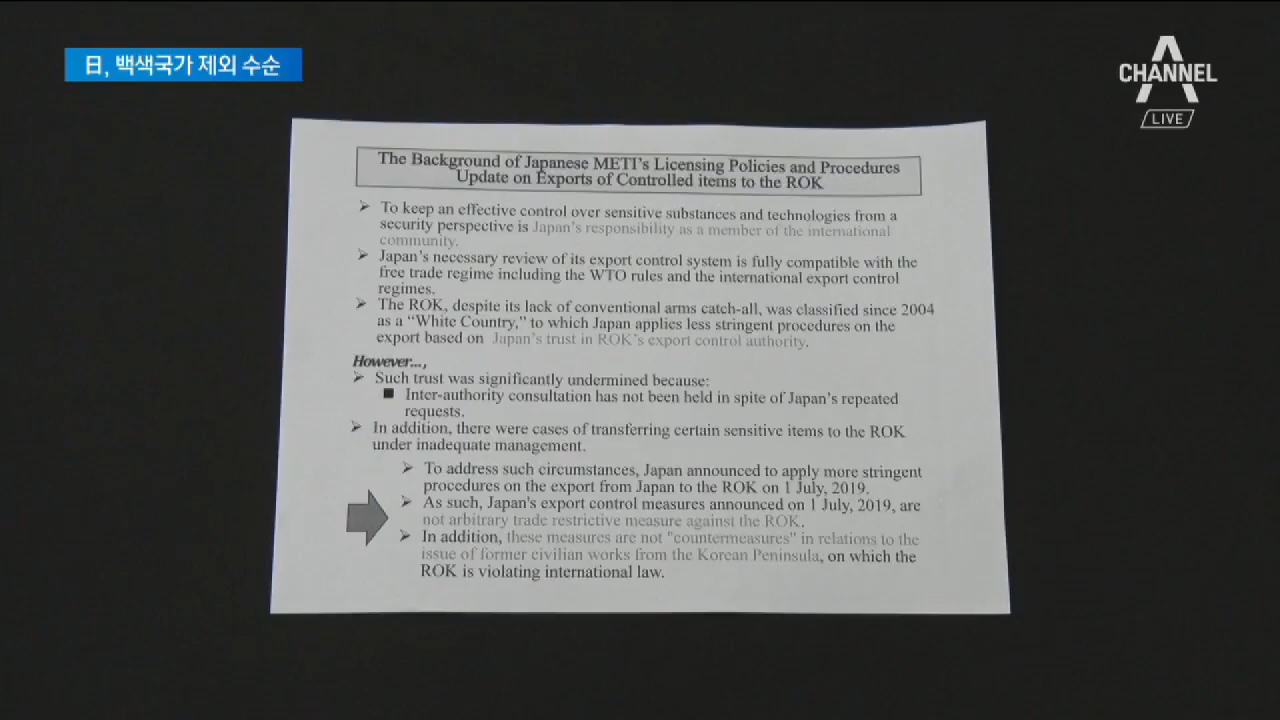 日, 백색국가 제외 수순
CHANNEL A
LIVE
The Background of Japanese METI's Licensing Policies and Procedures
Update on Exports of Controlled items to the ROK
➢ To keep an effective control over sensitive substances and technologies from a
security perspective is Japan's responsibility as a member of the international
community.
➢ Japan's necessary review of its export control system is fully compatible with the
free trade regime including the WTO rules and the international export control
regimes.
➢ The ROK, despite its lack of conventional arms catch-all, was classified since 2004
as a “White Country,” to which Japan applies less stringent procedures on the
export based on Japan's trust in ROK's export control authority.
However...,
➢ Such trust was significantly undermined because:
■ Inter-authority consultation has not been held in spite of Japan's repeated
requests.
➢ In addition, there were cases of transferring certain sensitive items to the ROK
under inadequate management.
➢ To address such circumstances, Japan announced to apply more stringent
procedures on the export from Japan to the ROK on 1 July, 2019.
➢ As such, Japan's export control measures announced on 1 July, 2019, are
not arbitrary trade restrictive measure against the ROK.
➢ In addition, these measures are not "countermeasures" in relations to the
issue of former civilian works from the Korean Peninsula, on which the
ROK is violating international law.